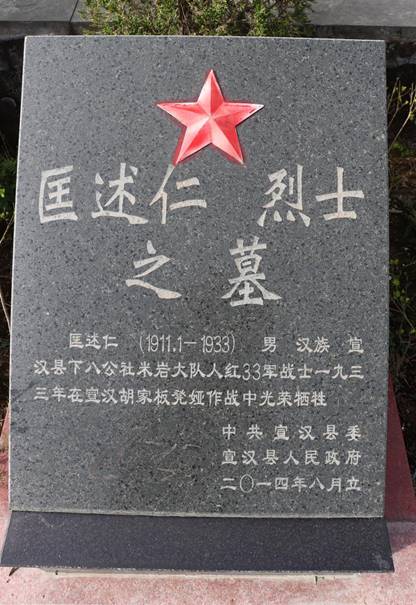 匡述仁 烈士
之墓
匡述仁 (1911.1-1933) 男 汉族 宣
汉县下八公社米岩大队人红33军战士一九三
三年在宣汉胡家板凳娅作战中光荣牺牲
中共宣汉县委
宣汉县人民政府
二〇一四年八月立